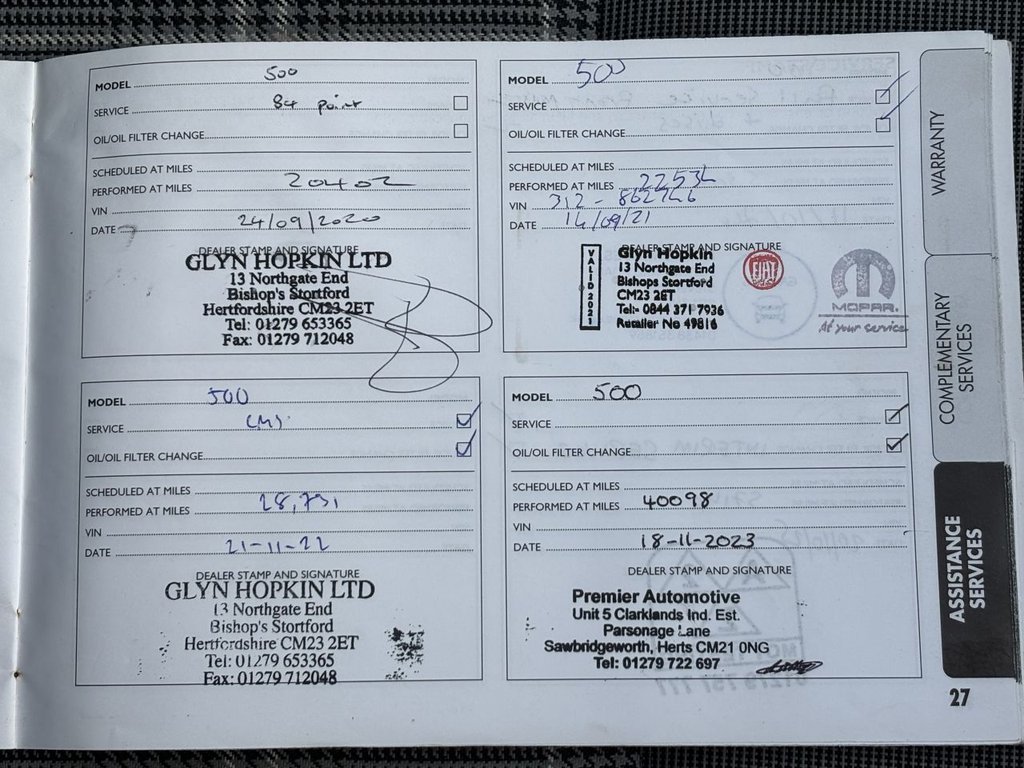 MODEL 500
SERVICE 84 point
OIL/OIL FILTER CHANGE
SCHEDULED AT MILES
PERFORMED AT MILES 20402
VIN
DATE 24/09/2020
DEALER STAMP AND SIGNATURE
GLYN HOPKIN LTD
13 Northgate End
Bishop's Stortford
Hertfordshire CM23 2ET
Tel: 01279 653365
Fax: 01279 712048
MODEL 500
SERVICE
OIL/OIL FILTER CHANGE
SCHEDULED AT MILES
PERFORMED AT MILES
VIN 312 -
DATE 14/09/21
DEALER STAMP AND SIGNATURE
VALID 2021
Glyn Hopkin
13 Northgate End
Bishops Stortford
CM23 2ET
Tel:- 0844 371 7936
Retailer No 49816
FIAT
MOPAR.
At your service
MODEL 500
SERVICE
OIL/OIL FILTER CHANGE
SCHEDULED AT MILES
PERFORMED AT MILES 28,731
VIN
DATE 21-11-22
DEALER STAMP AND SIGNATURE
GLYN HOPKIN LTD
13 Northgate End
Bishop's Stortford
Hertfordshire CM23 2ET
Tel: 01279 653365
Fax: 01279 712048
MODEL 500
SERVICE
OIL/OIL FILTER CHANGE
SCHEDULED AT MILES
PERFORMED AT MILES 40098
VIN
DATE 18-11-2023
DEALER STAMP AND SIGNATURE
Premier Automotive
Unit 5 Clarklands Ind. Est.
Parsonage Lane
Sawbridgeworth, Herts CM21 0NG
Tel: 01279 722 697
WARRANTY
COMPLEMENTARY
SERVICES
ASSISTANCE
SERVICES
27